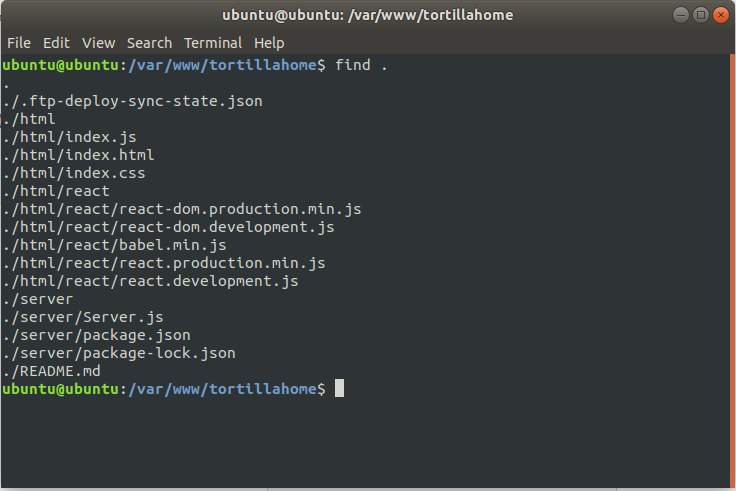 ubuntu@ubuntu: /var/www/tortillahome
File Edit View Search Terminal Help
ubuntu@ubuntu:/var/www/tortillahome$ find .
.
./.ftp-deploy-sync-state.json
./html
./html/index.js
./html/index.html
./html/index.css
./html/react
./html/react/react-dom.production.min.js
./html/react/react-dom.development.js
./html/react/babel.min.js
./html/react/react.production.min.js
./html/react/react.development.js
./server
./server/Server.js
./server/package.json
./server/package-lock.json
./README.md
ubuntu@ubuntu:/var/www/tortillahome$